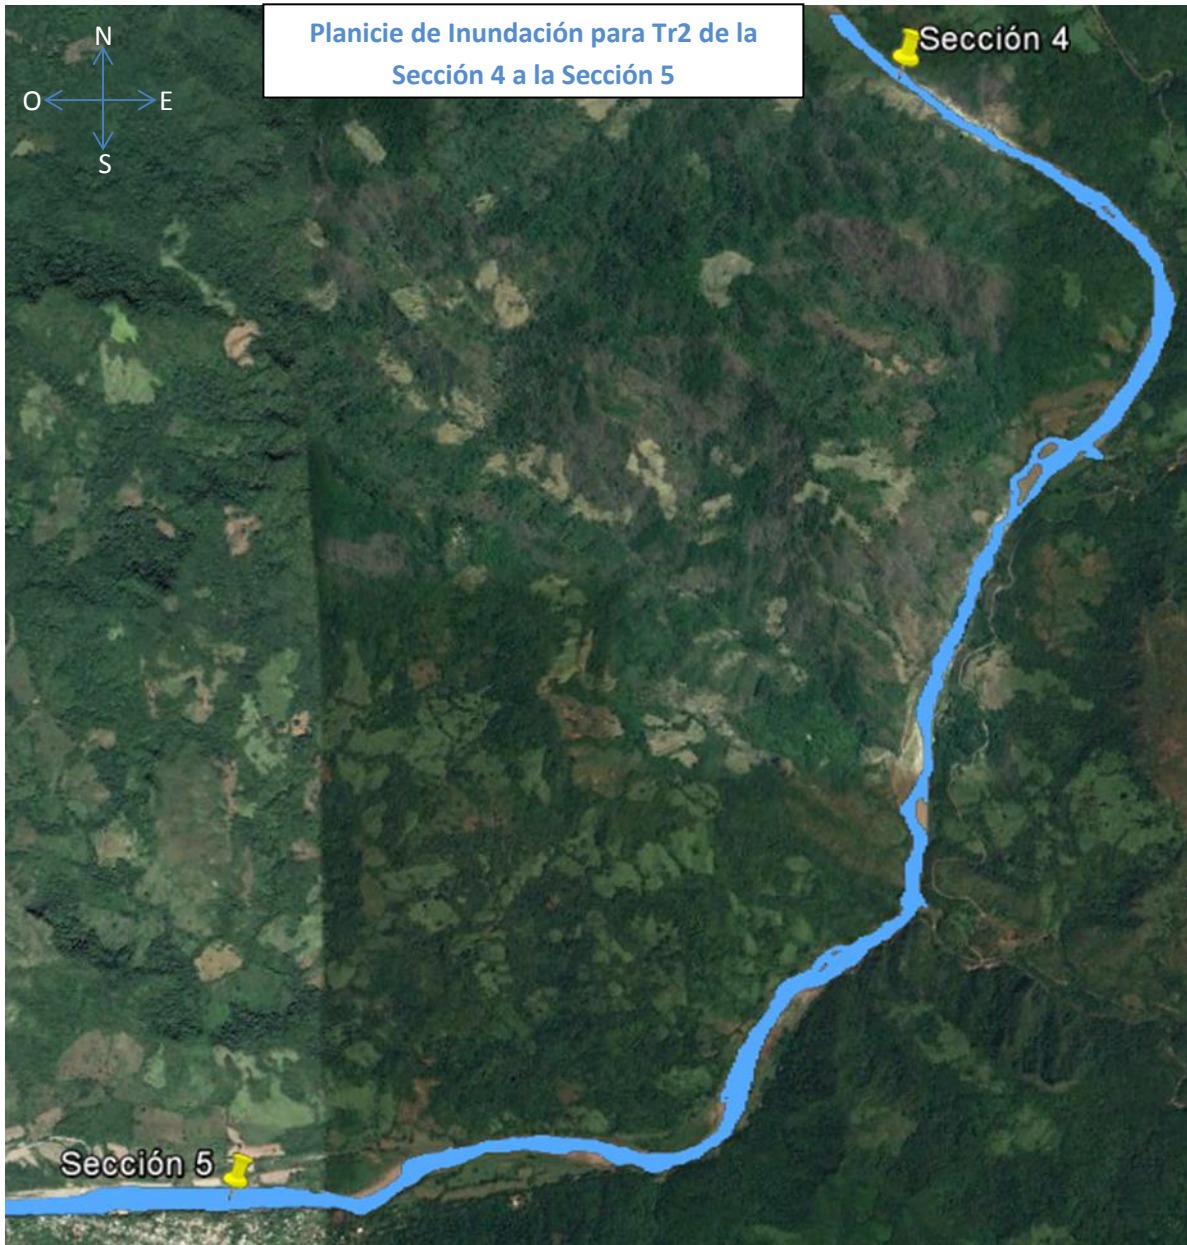 Planicie de Inundación para Tr2 de la
Sección 4 a la Sección 5
Sección 4
N
O E
S
Sección 5